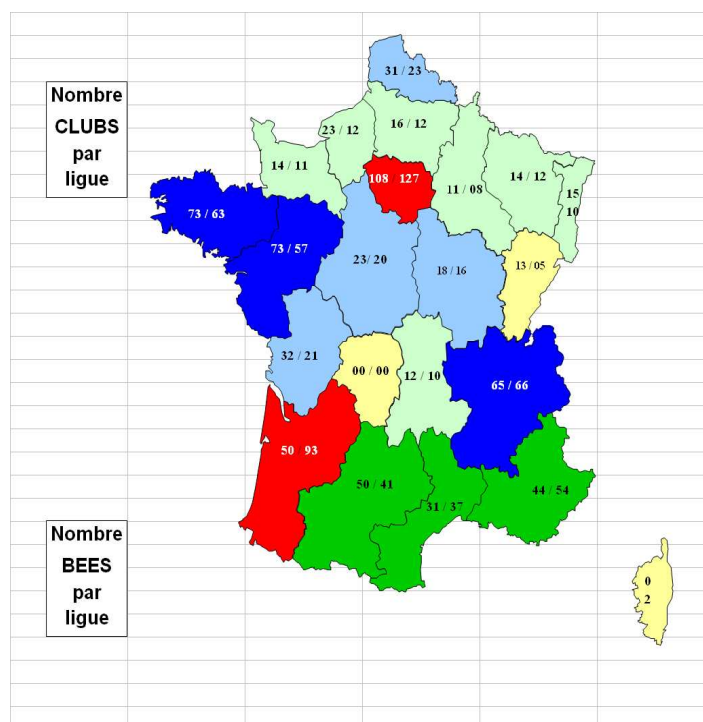 31 / 23
Nombre
CLUBS
par
ligue
23 / 12
16 / 12
14 / 11
108 / 127
11 / 08
14 / 12
15
10
73 / 63
73 / 57
23 / 20
18 / 16
13 / 05
32 / 21
00 / 00
12 / 10
65 / 66
50 / 93
50 / 41
31 / 37
44 / 54
Nombre
BEES
par
ligue
0
2